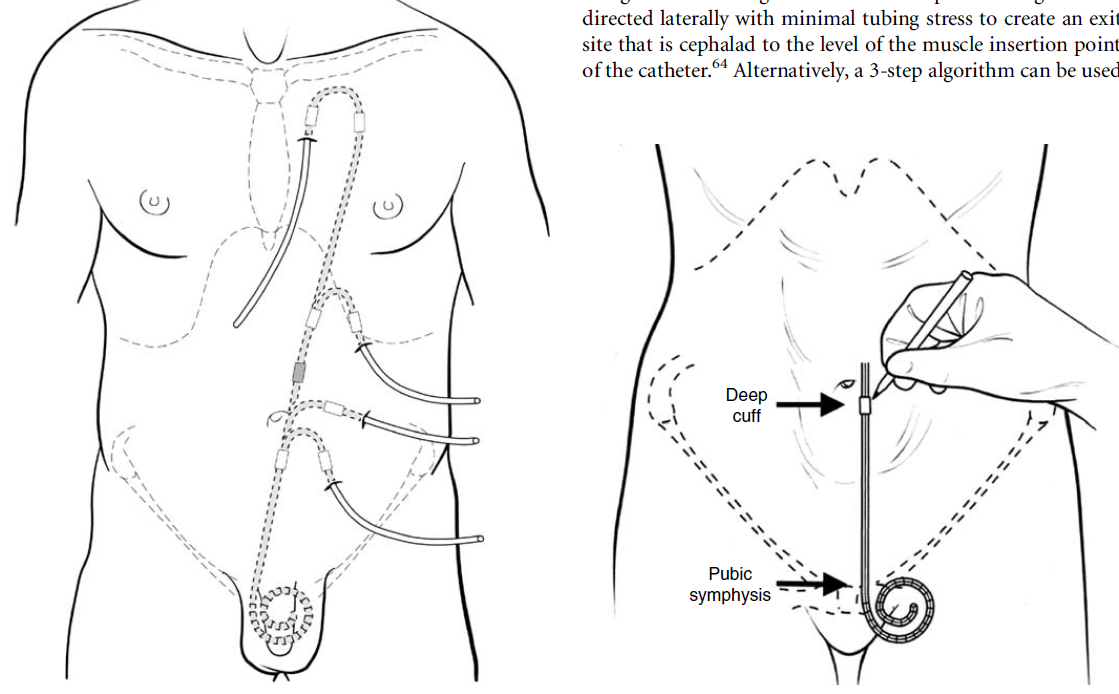 directed laterally with minimal tubing stress to create an exit
site that is cephalad to the level of the muscle insertion point
of the catheter.64 Alternatively, a 3-step algorithm can be used
Deep
cuff
Pubic
symphysis